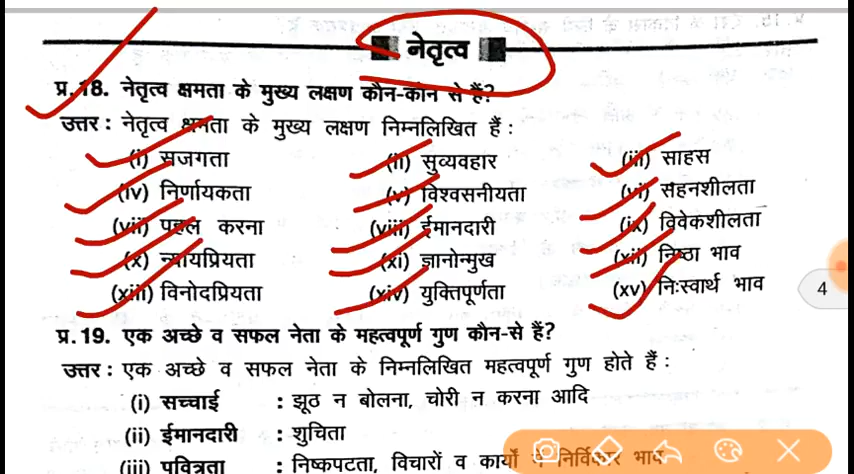 नेतृत्व
प्र.18. नेतृत्व क्षमता के मुख्य लक्षण कौन-कौन से हैं?
उत्तर : नेतृत्व क्षमता के मुख्य लक्षण निम्नलिखित हैं :
(i) सजगता (ii) सुव्यवहार (iii) साहस
(iv) निर्णायकता (v) विश्वसनीयता (vi) सहनशीलता
(vii) पहल करना (viii) ईमानदारी (ix) विवेकशीलता
(x) न्यायप्रियता (xi) ज्ञानोन्मुख (xii) निष्ठा भाव
(xiii) विनोदप्रियता (xiv) युक्तिपूर्णता (xv) निःस्वार्थ भाव
4
प्र.19. एक अच्छे व सफल नेता के महत्वपूर्ण गुण कौन-से हैं?
उत्तर : एक अच्छे व सफल नेता के निम्नलिखित महत्वपूर्ण गुण होते हैं :
(i) सच्चाई : झूठ न बोलना, चोरी न करना आदि
(ii) ईमानदारी : शुचिता
(iii) पवित्रता : निष्कपटता, विचारों व कार्यों में निर्विकार भाव